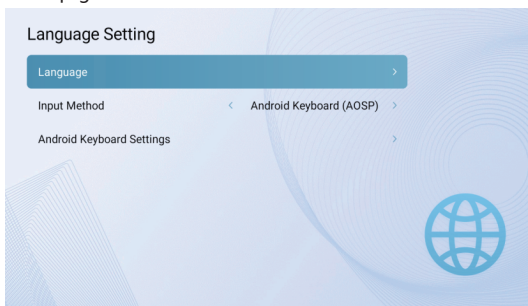 Language Setting
Language
Input Method < Android Keyboard (AOSP) >
Android Keyboard Settings